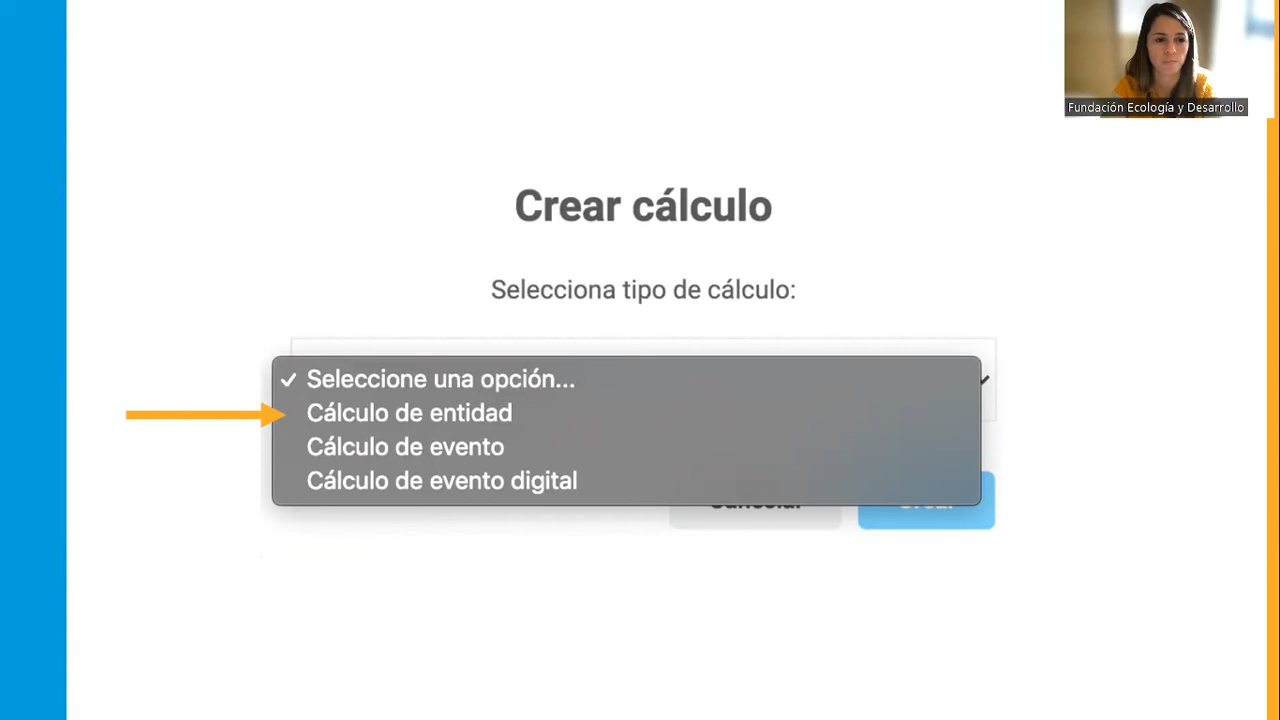 Fundación Ecología y Desarrollo
Crear cálculo
Selecciona tipo de cálculo:
Seleccione una opción...
Cálculo de entidad
Cálculo de evento
Cálculo de evento digital